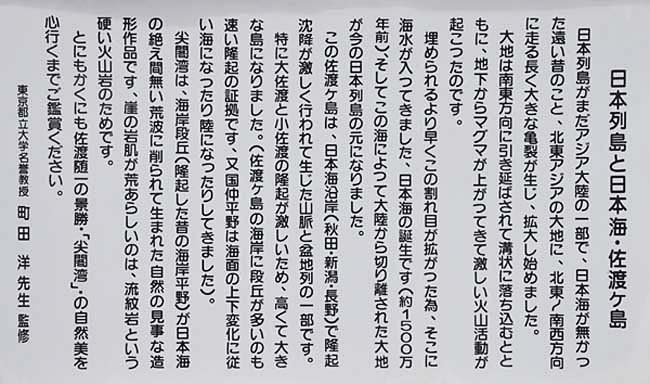 日本列島と日本海・佐渡ヶ島
日本列島がまだアジア大陸の一部で、日本海が無かっ
た遠い昔のこと、北東アジアの大地に、北東〜南西方向
に走る長く大きな亀裂が生じ、拡大し始めました。
大地は南東方向に引き延ばされて溝状に落ち込むとと
もに、地下からマグマが上がってきて激しい火山活動が
起こったのです。
埋められるより早くこの割れ目が拡がった為、そこに
海水が入ってきました、日本海の誕生です(約1500万
年前)、そしてこの海によって大陸から切り離された大地
が今の日本列島の元になりました。
この佐渡ケ島は、日本海沿岸(秋田・新潟・長野)で隆起
沈降が激しく行われて生じた山脈と盆地列の一部です。
特に大佐渡と小佐渡の隆起が激しいため、高くて大き
な島になりました。(佐渡ケ島の海岸に段丘が多いのも
速い隆起の証拠です、又国仲平野は海面の上下変化に従
い海になったり陸になったりしてきました)。
尖閣湾は、海岸段丘(隆起した昔の海岸平野)が日本海
の絶え間無い荒波に削られて生まれた自然の見事な造
形作品です、崖の岩肌が荒あらしいのは、流紋岩という
硬い火山岩のためです。
とにもかくにも佐渡随一の景勝・「尖閣湾」・の自然美を
心行くまでご鑑賞ください。
東京都立大学名誉教授 町田 洋 先生 監修